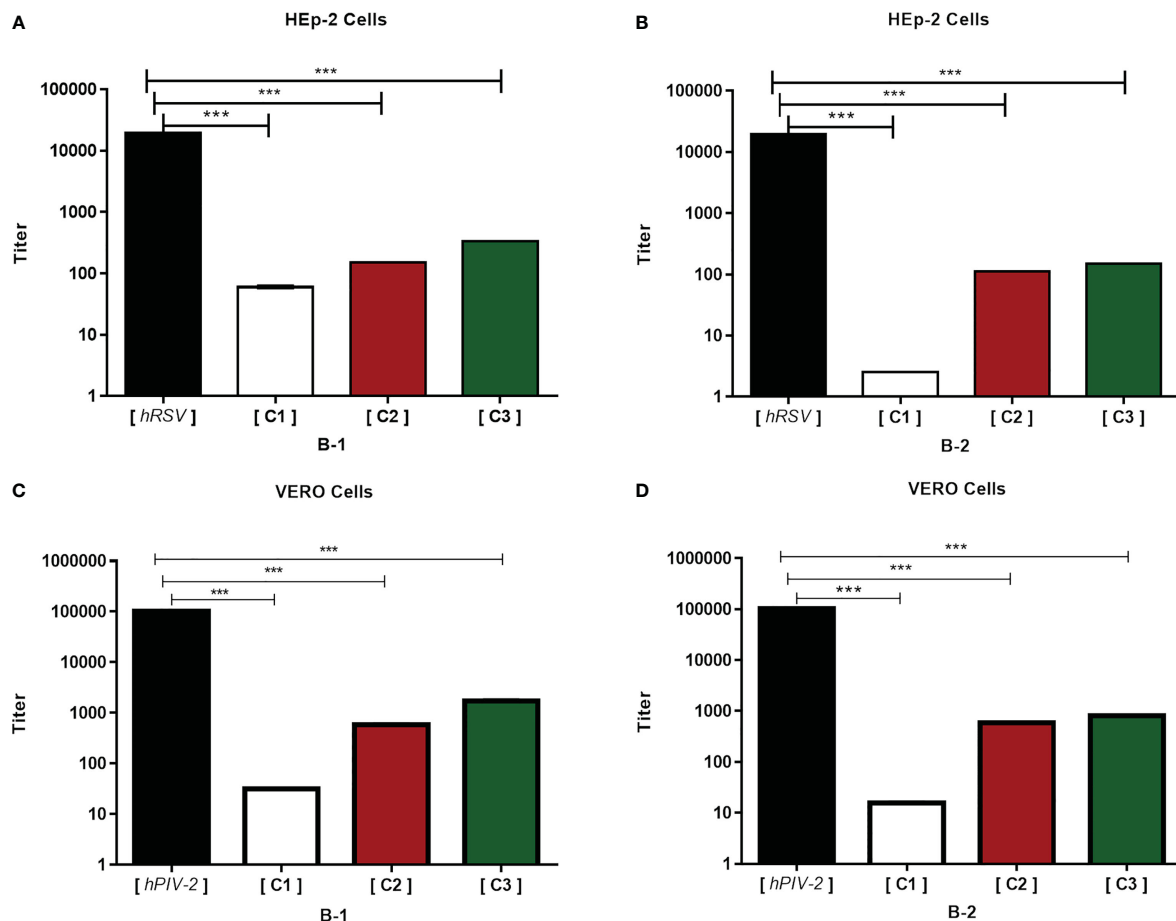 A
HEp-2 Cells
Titer
100000
10000
1000
100
10
1
***
***
***
[ hRSV ] [ C1 ] [ C2 ] [ C3 ]
B-1
B
HEp-2 Cells
Titer
100000
10000
1000
100
10
1
***
***
***
[ hRSV ] [ C1 ] [ C2 ] [ C3 ]
B-2
C
VERO Cells
Titer
1000000
100000
10000
1000
100
10
1
***
***
***
[ hPIV-2 ] [ C1 ] [ C2 ] [ C3 ]
B-1
D
VERO Cells
Titer
1000000
100000
10000
1000
100
10
1
***
***
***
[ hPIV-2 ] [ C1 ] [ C2 ] [ C3 ]
B-2